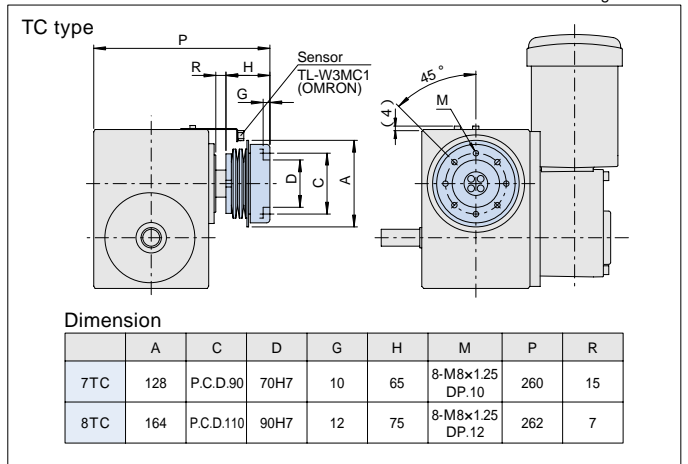 TC type
P
R
H
Sensor
TL-W3MC1
(OMRON)
G
D
C
A
45°
M
(4)
Dimension
A C D G H M P R
7TC 128 P.C.D.90 70H7 10 65 8-M8×1.25 DP.10 260 15
8TC 164 P.C.D.110 90H7 12 75 8-M8×1.25 DP.12 262 7